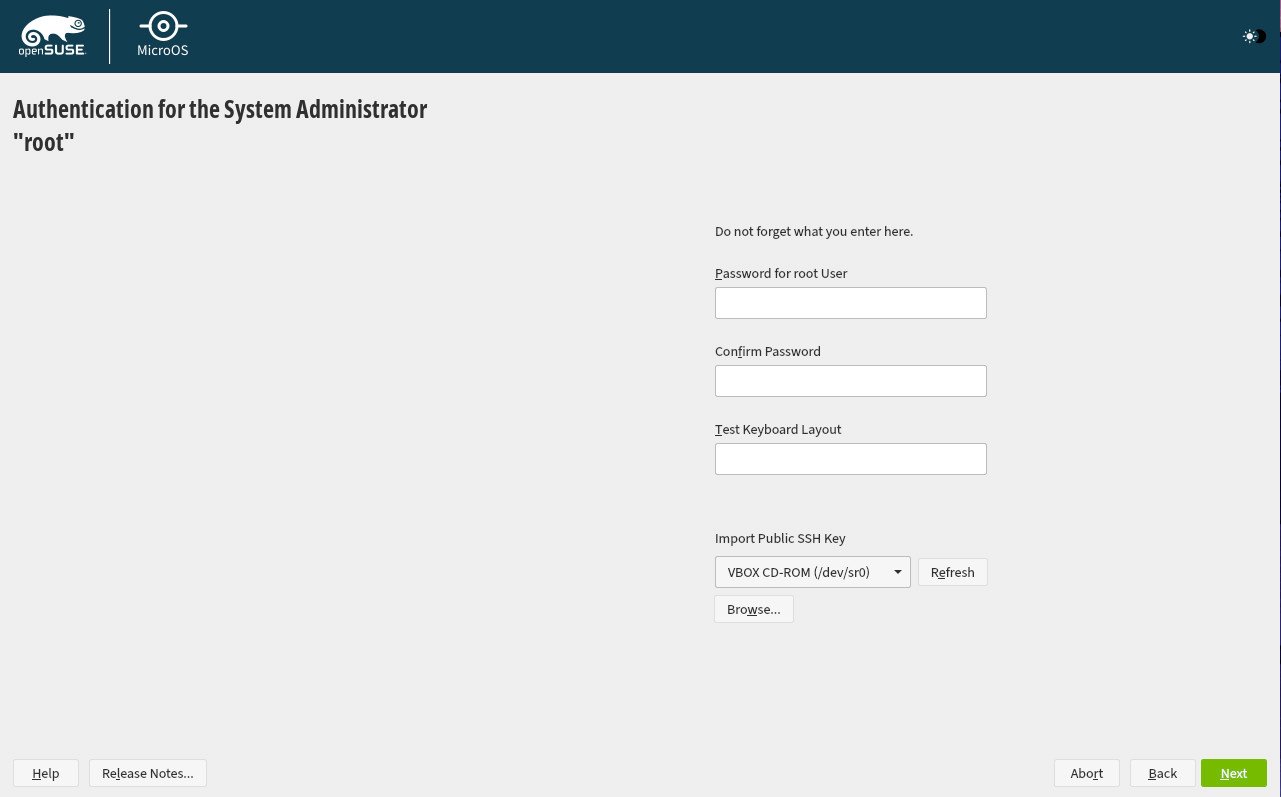 openSUSE
MicroOS
Authentication for the System Administrator
"root"
Do not forget what you enter here.
Password for root User
Confirm Password
Test Keyboard Layout
Import Public SSH Key
VBOX CD-ROM (/dev/sr0)
Refresh
Browse...
Help
Release Notes...
Abort
Back
Next